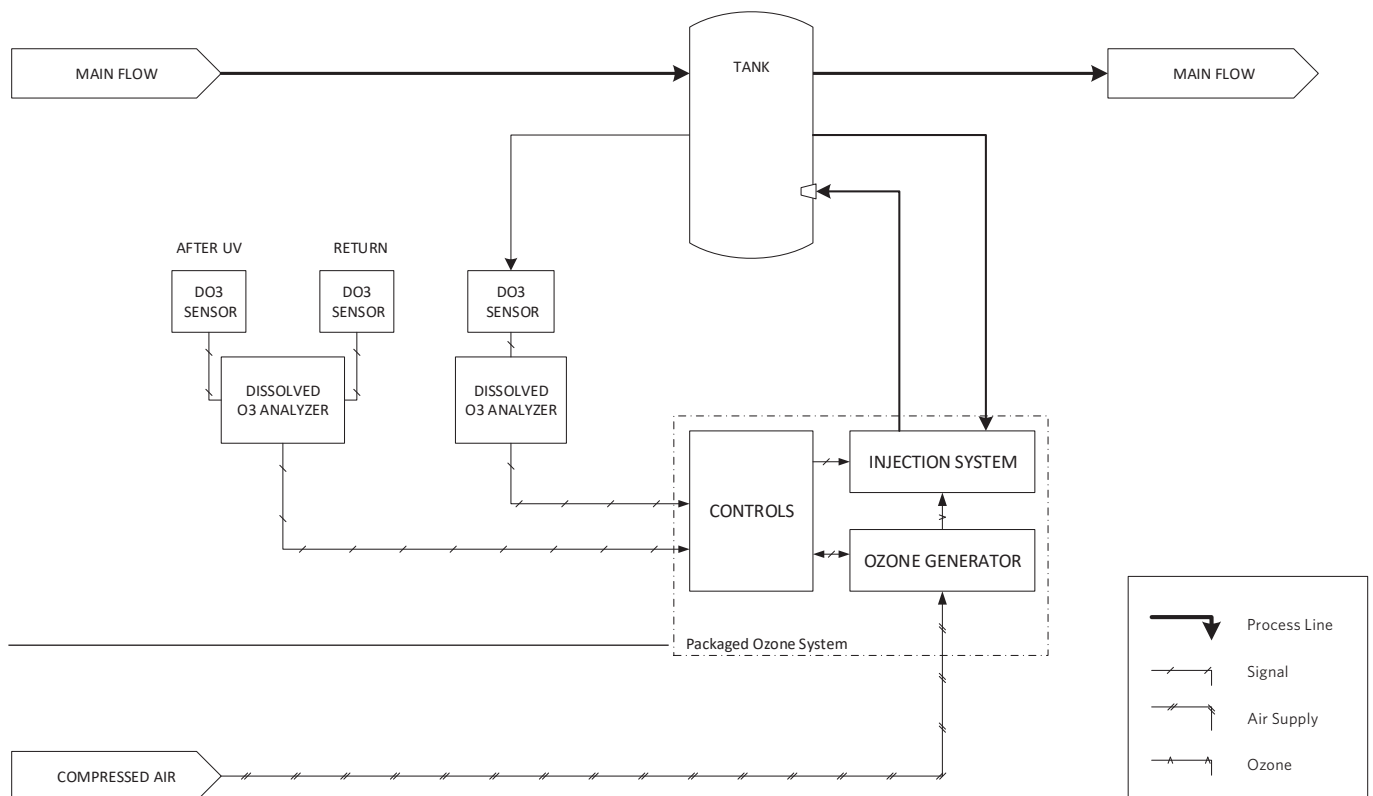 MAIN FLOW
TANK
MAIN FLOW
AFTER UV
RETURN
DO3
SENSOR
DO3
SENSOR
DO3
SENSOR
DISSOLVED
O3 ANALYZER
DISSOLVED
O3 ANALYZER
CONTROLS
INJECTION SYSTEM
OZONE GENERATOR
Packaged Ozone System
COMPRESSED AIR
Process Line
Signal
Air Supply
Ozone